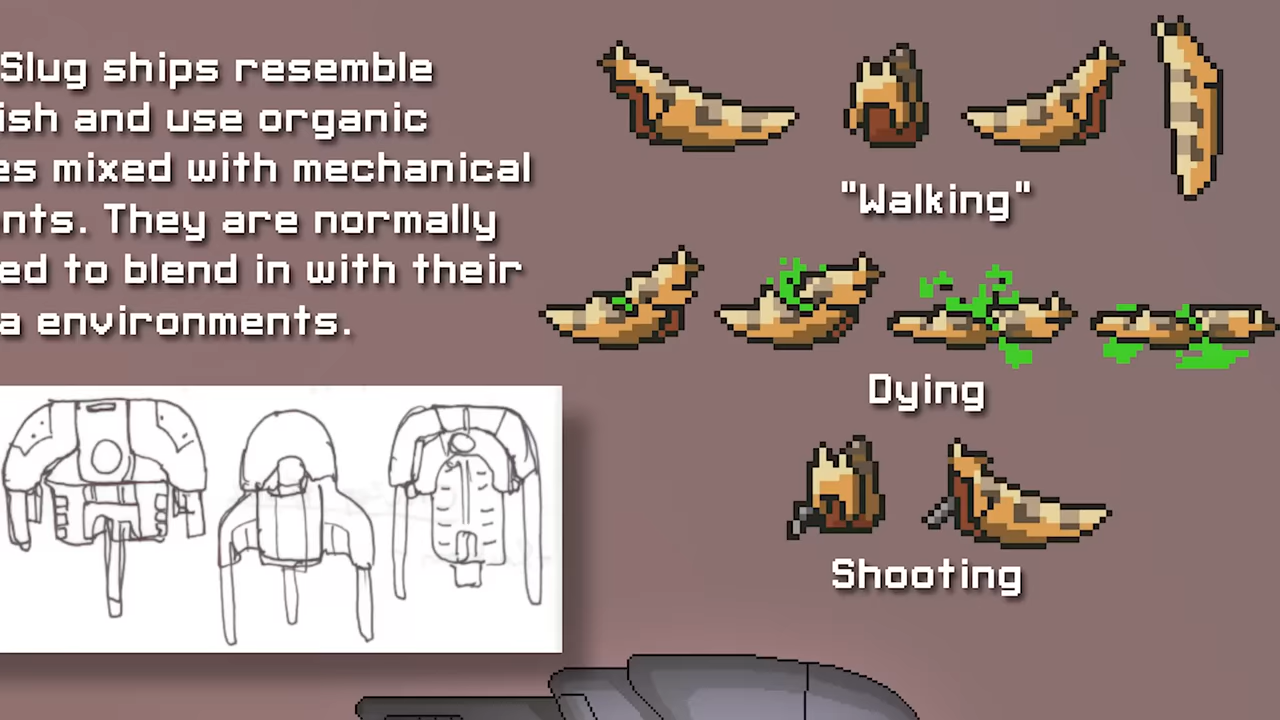 Slug ships resemble
ish and use organic
es mixed with mechanical
nts. They are normally
ed to blend in with their
a environments.
"Walking"
Dying
Shooting